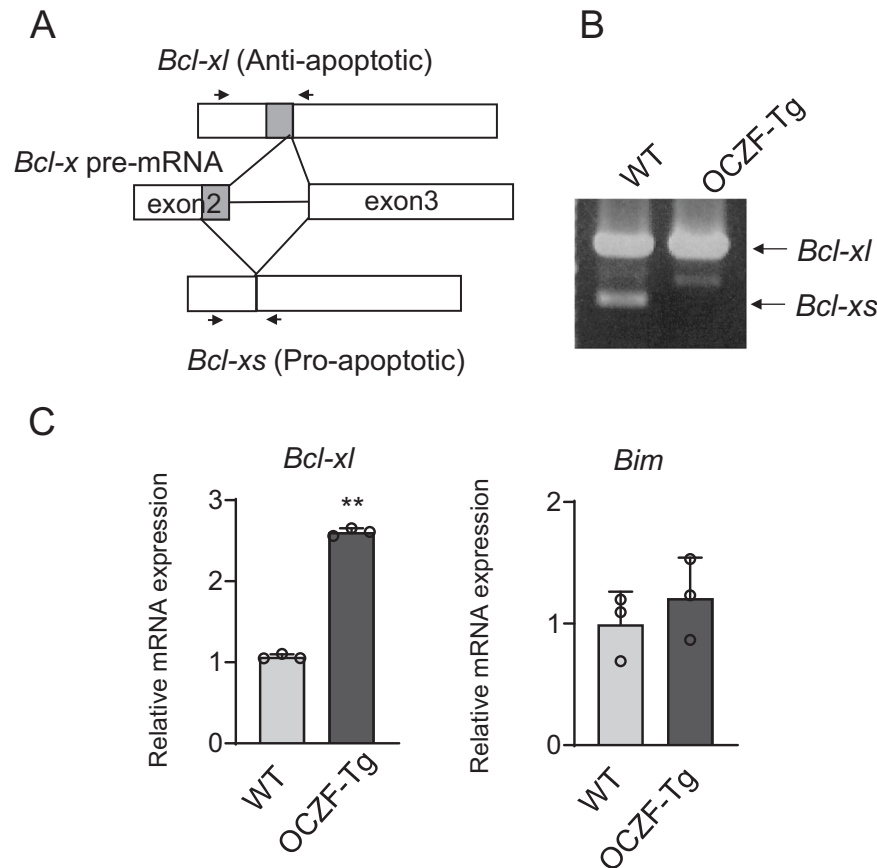 A
Bcl-xl (Anti-apoptotic)
Bcl-x pre-mRNA
exon2
exon3
Bcl-xs (Pro-apoptotic)
B
WT
OCZF-Tg
Bcl-xl
Bcl-xs
C
Bcl-xl
Relative mRNA expression
3
2
1
0
**
WT
OCZF-Tg
Bim
Relative mRNA expression
2
1
0
WT
OCZF-Tg